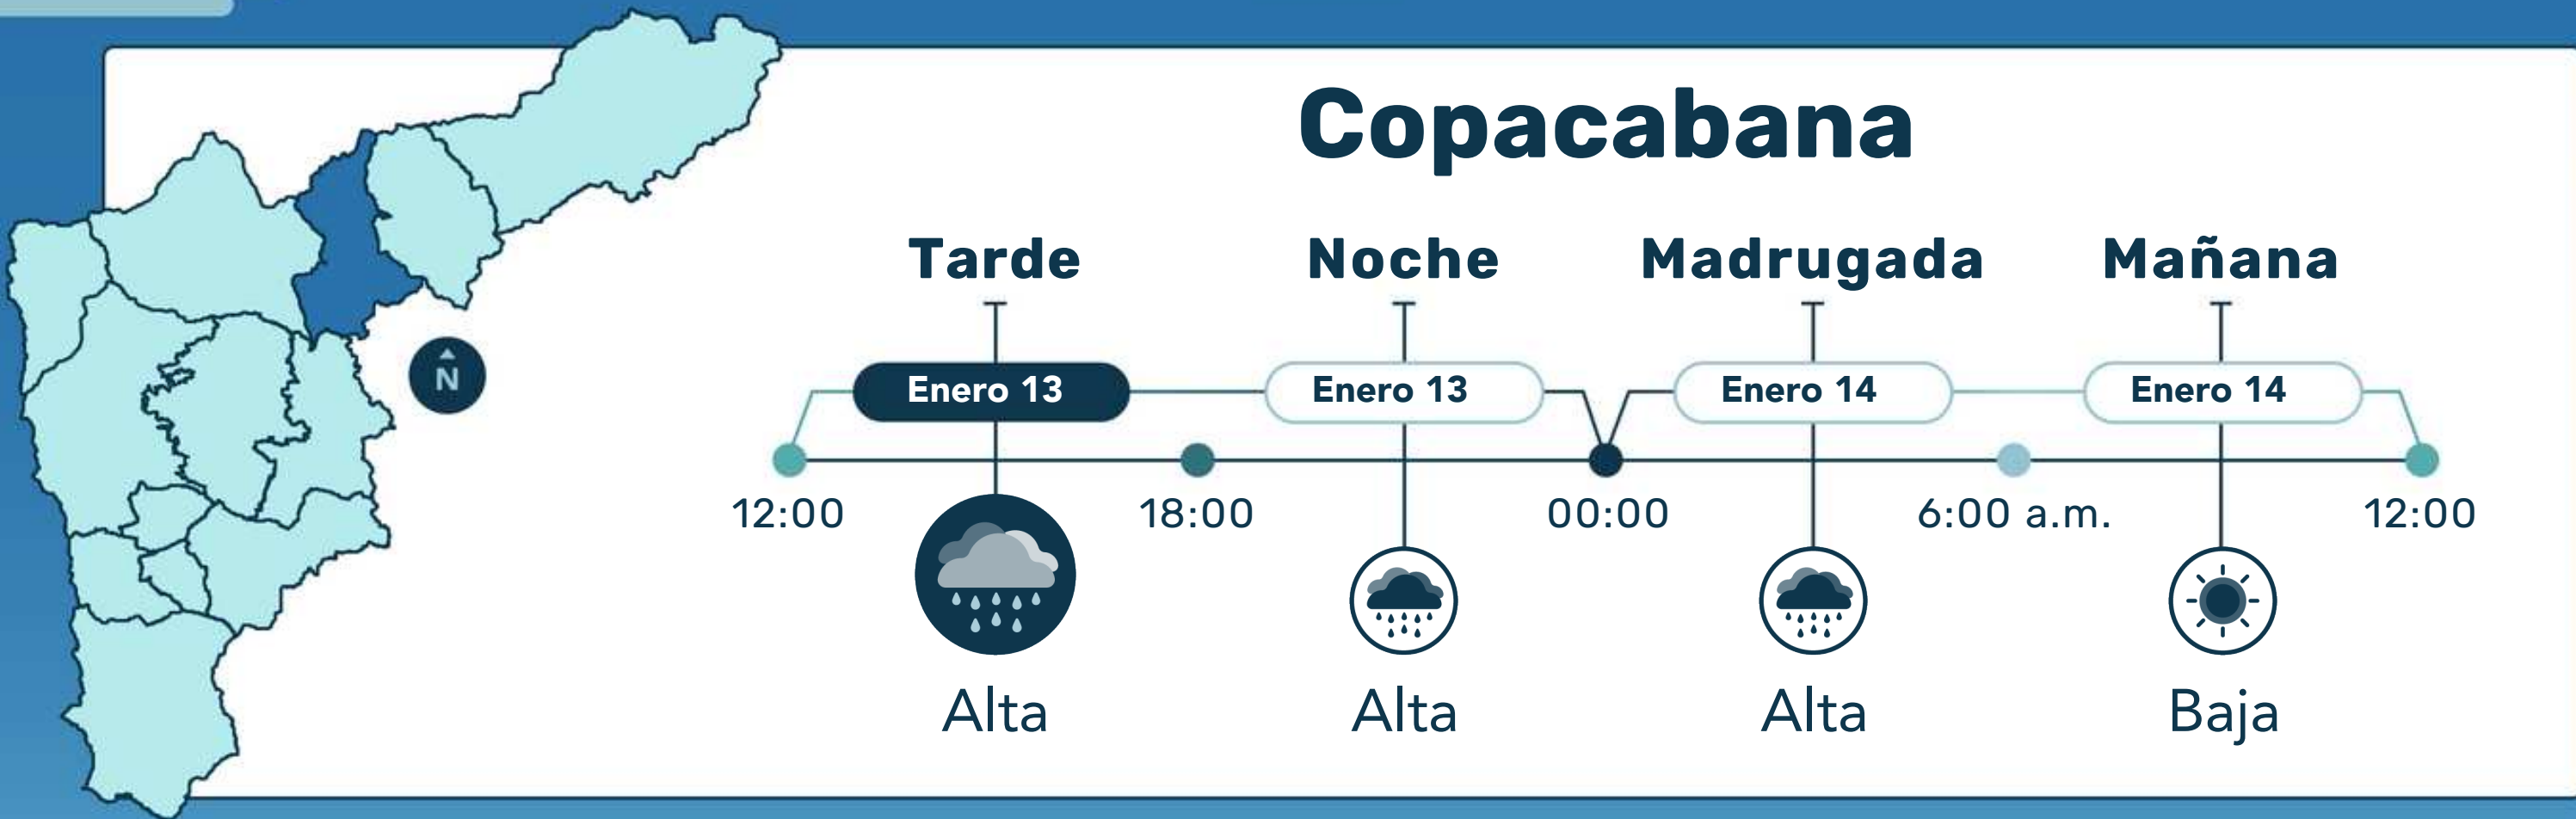 Copacabana
Tarde Noche Madrugada Mañana
Enero 13 Enero 13 Enero 14 Enero 14
N
12:00 18:00 00:00 6:00 a.m. 12:00
Alta Alta Alta Baja